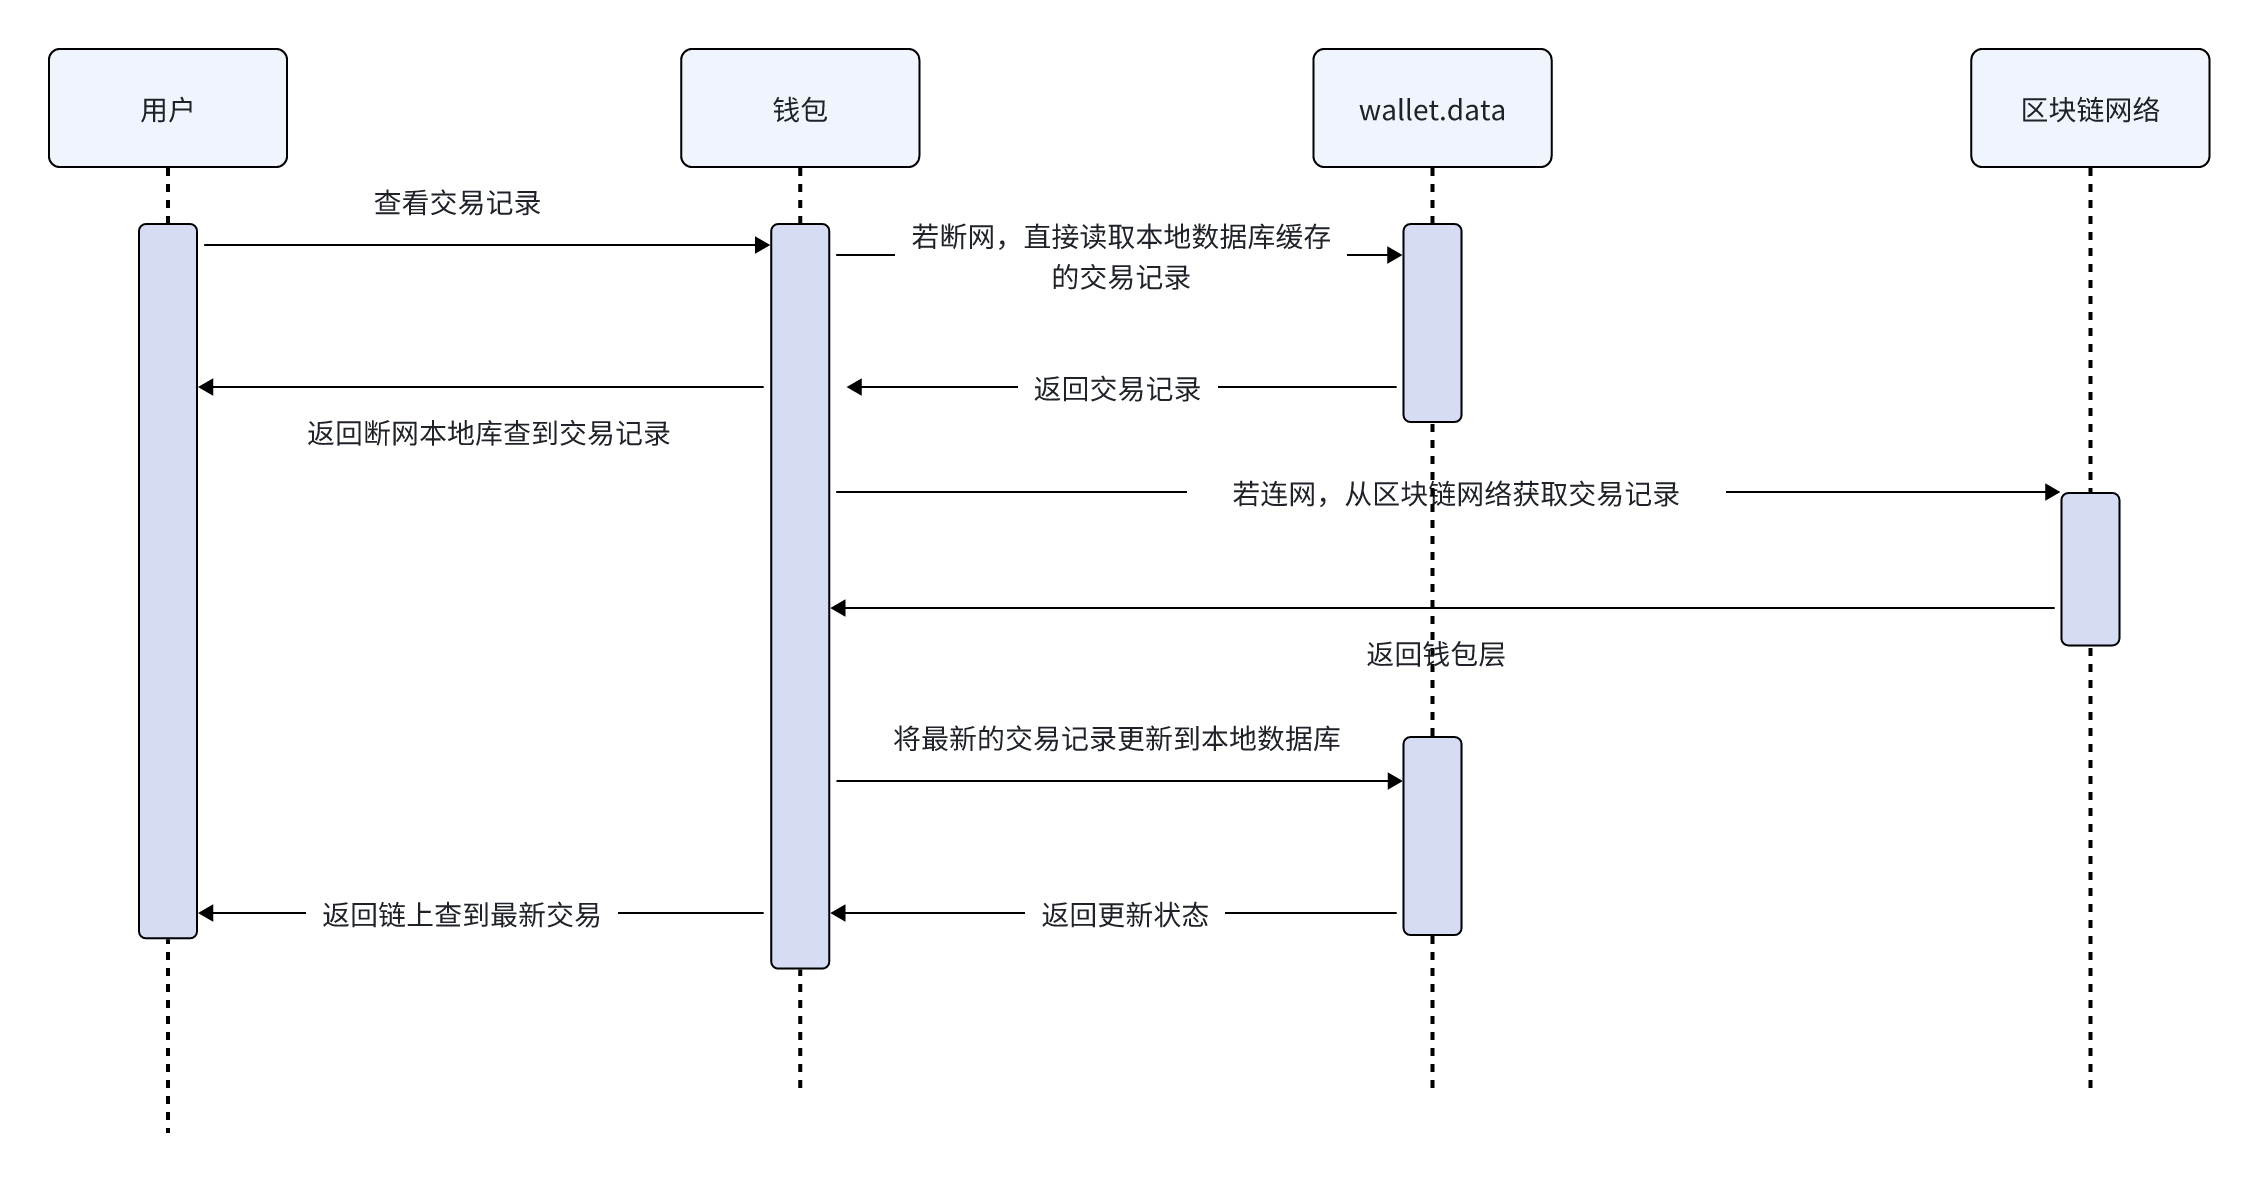 用户
钱包
wallet.data
区块链网络
查看交易记录
若断网，直接读取本地数据库缓存
的交易记录
返回交易记录
返回断网本地库查到交易记录
若连网，从区块链网络获取交易记录
返回钱包层
将最新的交易记录更新到本地数据库
返回链上查到最新交易
返回更新状态